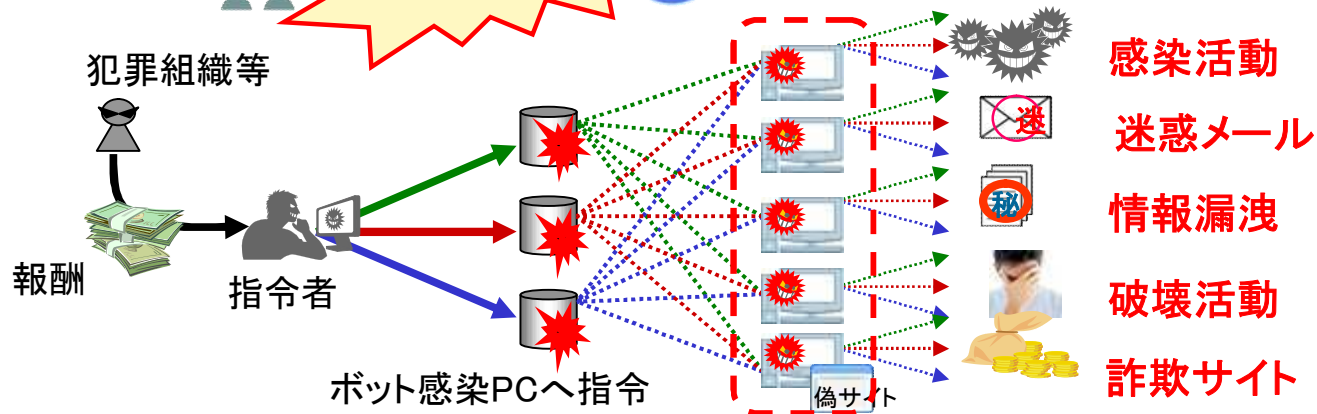 犯罪組織等
報酬
指令者
ボット感染PCへ指令
偽サイト
迷
秘
感染活動
迷惑メール
情報漏洩
破壊活動
詐欺サイト